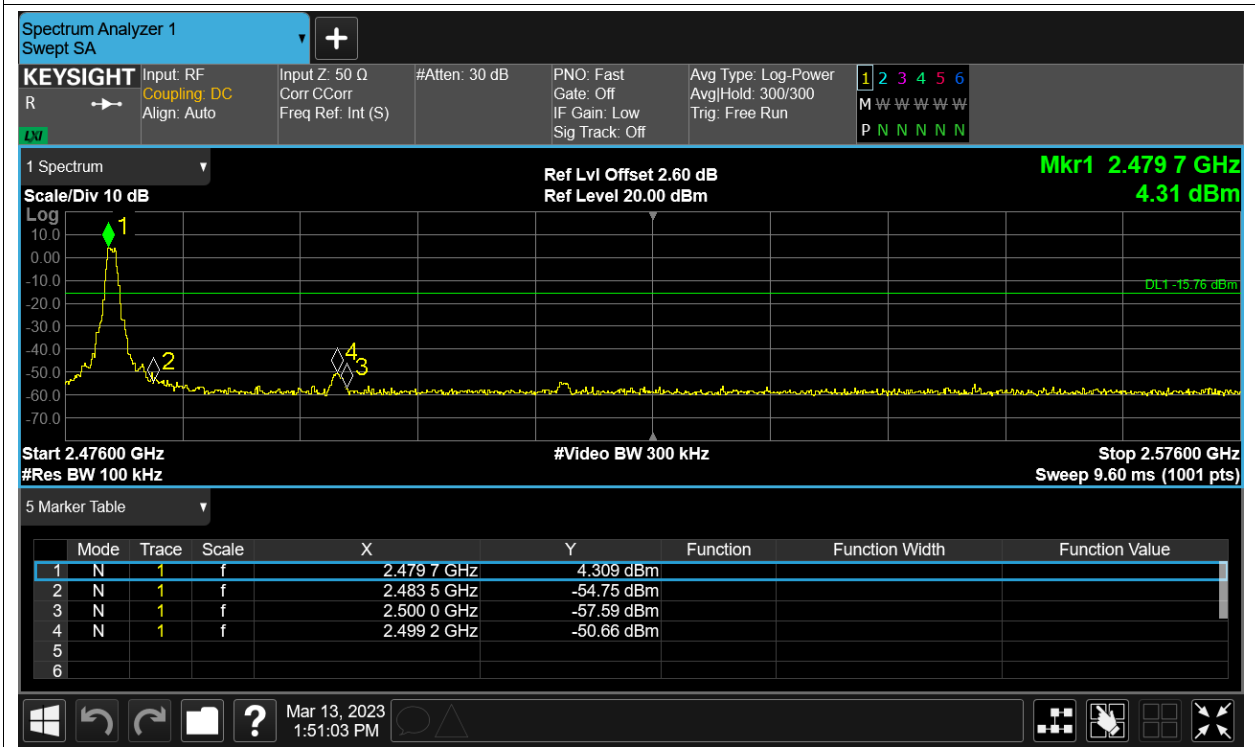 Spectrum Analyzer 1
Swept SA
KEYSIGHT Input: RF Input Z: 50 Ω #Atten: 30 dB PNO: Fast Avg Type: Log-Power 1 2 3 4 5 6
R Coupling: DC Corr CCorr Gate: Off Avg|Hold: 300/300 M W W W W W W
Align: Auto Freq Ref: Int (S) IF Gain: Low Trig: Free Run
LXI Sig Track: Off P N N N N N
1 Spectrum Ref Lvl Offset 2.60 dB Mkr1 2.479 7 GHz
Scale/Div 10 dB Ref Level 20.00 dBm 4.31 dBm
Log
1
10.0
0.00
-10.0
DL1 -15.76 dBm
-20.0
-30.0
-40.0
4
2 3
-50.0
-60.0
-70.0
Start 2.47600 GHz #Video BW 300 kHz Stop 2.57600 GHz
#Res BW 100 kHz Sweep 9.60 ms (1001 pts)
5 Marker Table
Mode Trace Scale X Y Function Function Width Function Value
1 N 1 f 2.479 7 GHz 4.309 dBm
2 N 1 f 2.483 5 GHz -54.75 dBm
3 N 1 f 2.500 0 GHz -57.59 dBm
4 N 1 f 2.499 2 GHz -50.66 dBm
5
6
? Mar 13, 2023
1:51:03 PM